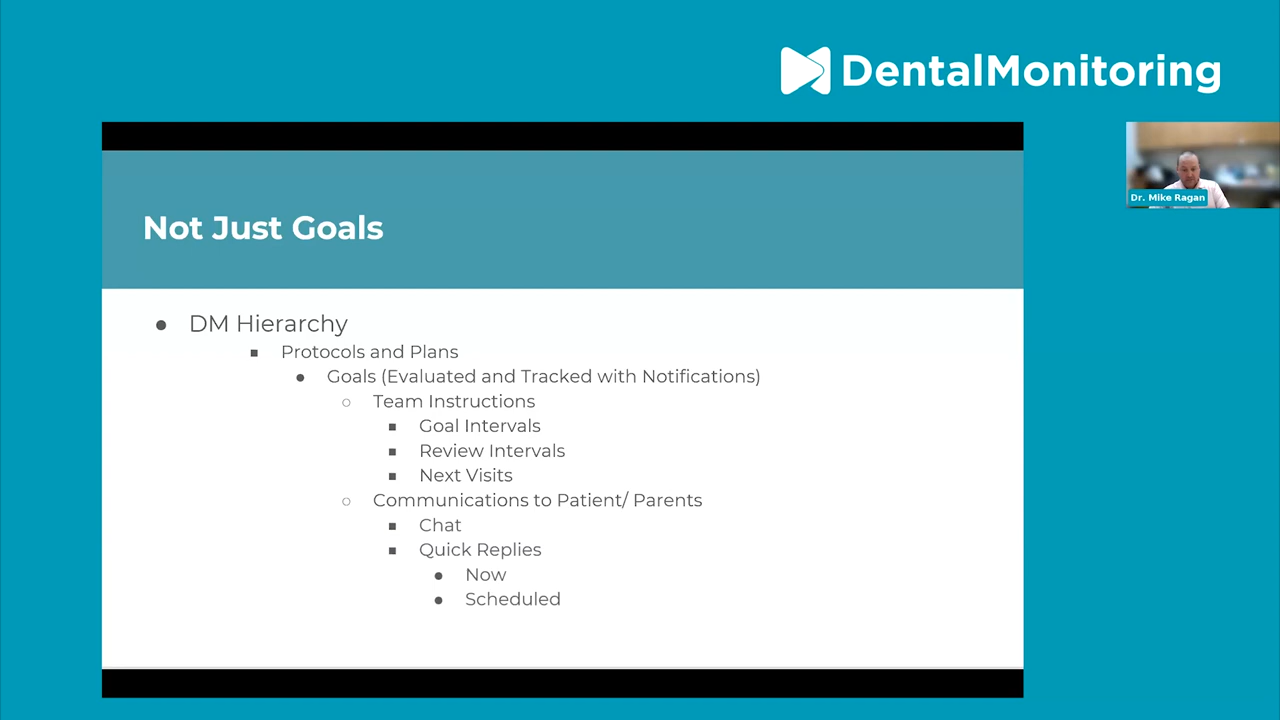 DentalMonitoring
Dr. Mike Ragan
Not Just Goals
DM Hierarchy
Protocols and Plans
Goals (Evaluated and Tracked with Notifications)
Team Instructions
Goal Intervals
Review Intervals
Next Visits
Communications to Patient/ Parents
Chat
Quick Replies
Now
Scheduled